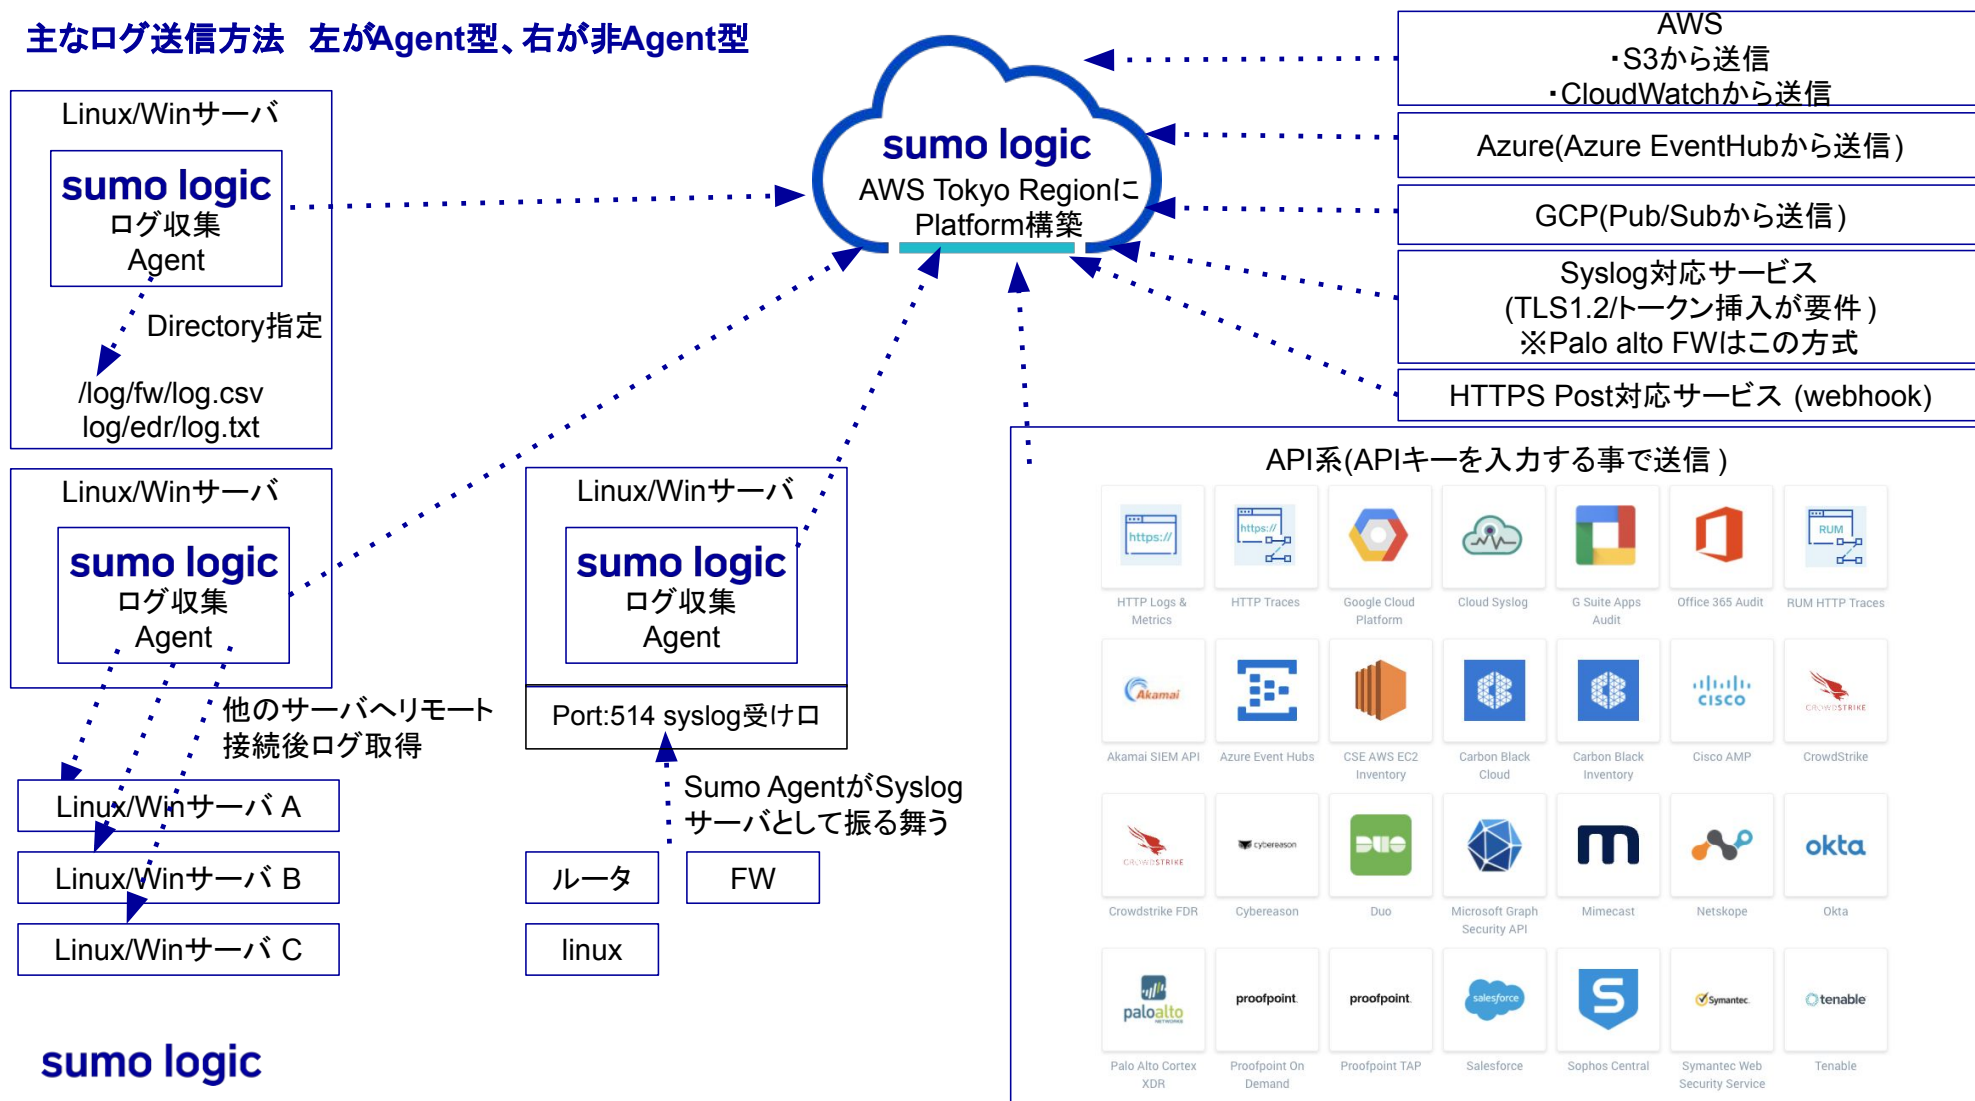 主なログ送信方法 左がAgent型、右が非Agent型
Linux/Winサーバ
sumo logic
ログ収集
Agent
Directory指定
/log/fw/log.csv
log/edr/log.txt
Linux/Winサーバ
sumo logic
ログ収集
Agent
他のサーバへリモート
接続後ログ取得
Linux/Winサーバ A
Linux/Winサーバ B
Linux/Winサーバ C
Linux/Winサーバ
sumo logic
ログ収集
Agent
Port:514 syslog受け口
Sumo AgentがSyslog
サーバとして振る舞う
ルータ
FW
linux
sumo logic
AWS Tokyo Regionに
Platform構築
AWS
・S3から送信
・CloudWatchから送信
Azure(Azure EventHubから送信)
GCP(Pub/Subから送信)
Syslog対応サービス
(TLS1.2/トークン挿入が要件)
※Palo alto FWはこの方式
HTTPS Post対応サービス (webhook)
API系(APIキーを入力する事で送信)
https://
https://
RUM
HTTP Logs &
Metrics
HTTP Traces
Google Cloud
Platform
Cloud Syslog
G Suite Apps
Audit
Office 365 Audit
RUM HTTP Traces
Akamai
CISCO
CROWDSTRIKE
Akamai SIEM API
Azure Event Hubs
CSE AWS EC2
Inventory
Carbon Black
Cloud
Carbon Black
Inventory
Cisco AMP
CrowdStrike
CROWDSTRIKE
cybereason
DUO
m
okta
Crowdstrike FDR
Cybereason
Duo
Microsoft Graph
Security API
Mimecast
Netskope
Okta
paloalto
NETWORKS
proofpoint.
proofpoint.
salesforce
S
Symantec.
tenable
Palo Alto Cortex
XDR
Proofpoint On
Demand
Proofpoint TAP
Salesforce
Sophos Central
Symantec Web
Security Service
Tenable
sumo logic